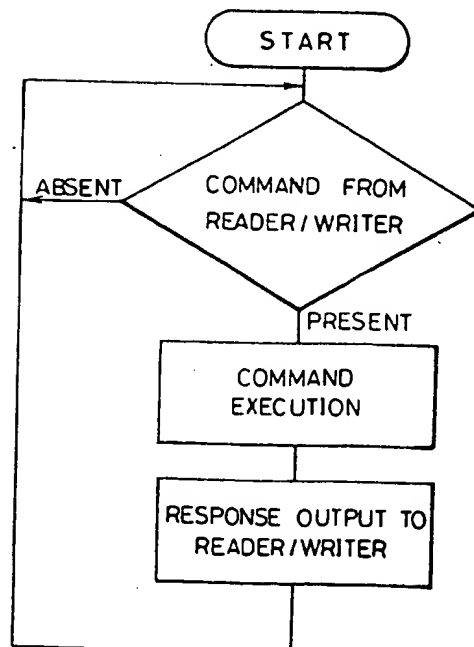 START
ABSENT
COMMAND FROM
READER/WRITER
PRESENT
COMMAND
EXECUTION
RESPONSE OUTPUT TO
READER/WRITER